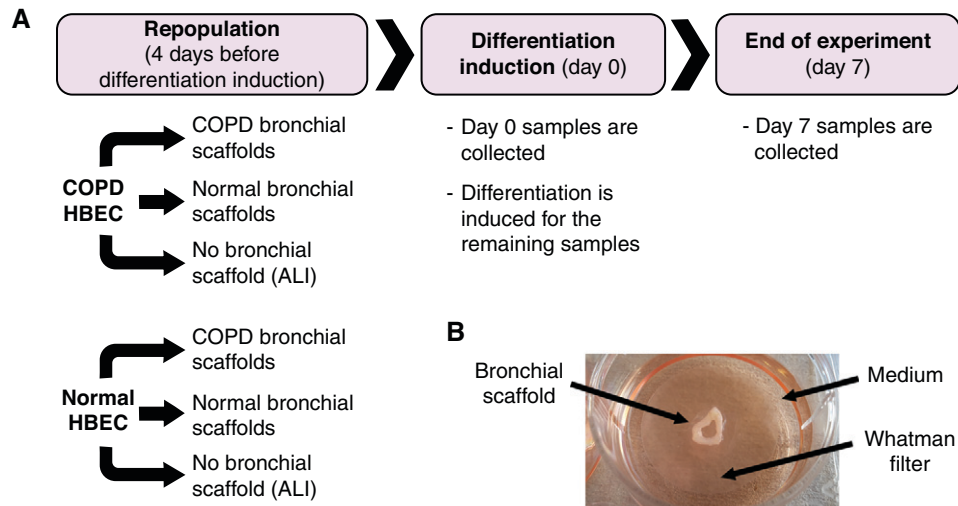 A
Repopulation
(4 days before
differentiation induction)
Differentiation
induction (day 0)
End of experiment
(day 7)
COPD
HBEC
COPD bronchial
scaffolds
Normal bronchial
scaffolds
No bronchial
scaffold (ALI)
- Day 0 samples are
collected
- Differentiation is
induced for the
remaining samples
- Day 7 samples are
collected
Normal
HBEC
COPD bronchial
scaffolds
Normal bronchial
scaffolds
No bronchial
scaffold (ALI)
B
Bronchial
scaffold
Medium
Whatman
filter